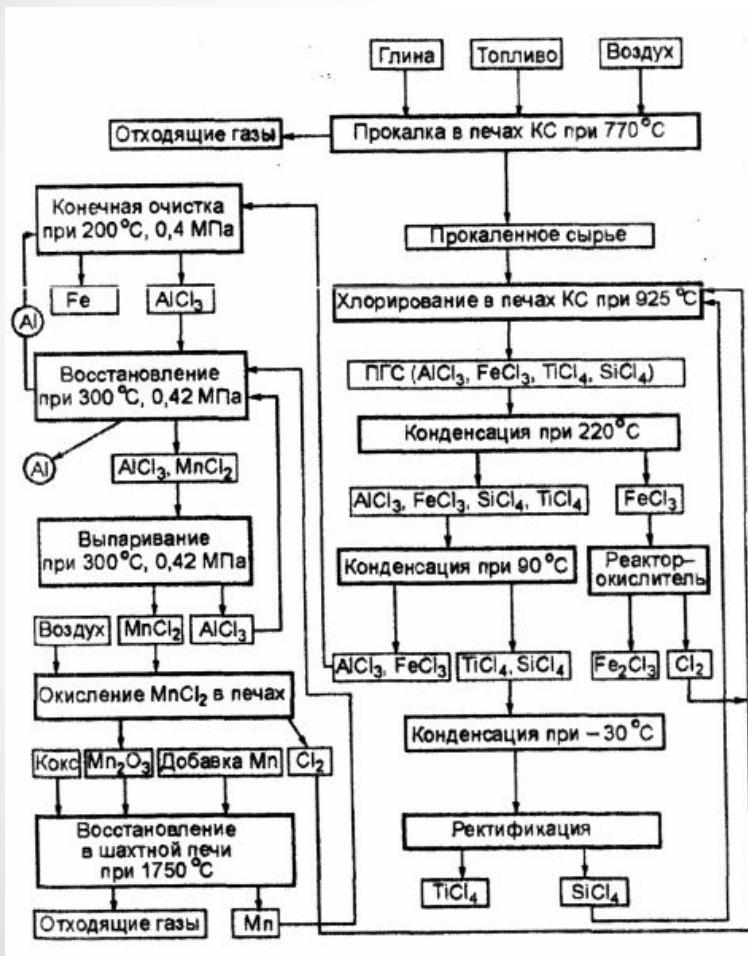 Глина
Топливо
Воздух
Отходящие газы
Прокалка в печах КС при 770°C
Конечная очистка
при 200°C, 0,4 МПа
Прокаленное сырье
Fe
AlCl₃
Хлорирование в печах КС при 925°C
Al
Восстановление
при 300°C, 0,42 МПа
ПГС (AlCl₃, FeCl₃, TiCl₄, SiCl₄)
Конденсация при 220°C
Al
AlCl₃, MnCl₂
AlCl₃, FeCl₃, SiCl₄, TiCl₄
FeCl₃
Выпаривание
при 300°C, 0,42 МПа
Конденсация при 90°C
Реактор-
окислитель
Воздух
MnCl₂
AlCl₃
AlCl₃, FeCl₃
TiCl₄, SiCl₄
Fe₂Cl₃
Cl₂
Окисление MnCl₂ в печах
Конденсация при – 30°C
Кокс
Mn₂O₃
Добавка Mn
Cl₂
Восстановление
в шахтной печи
при 1750°C
Ректификация
TiCl₄
SiCl₄
Отходящие газы
Mn